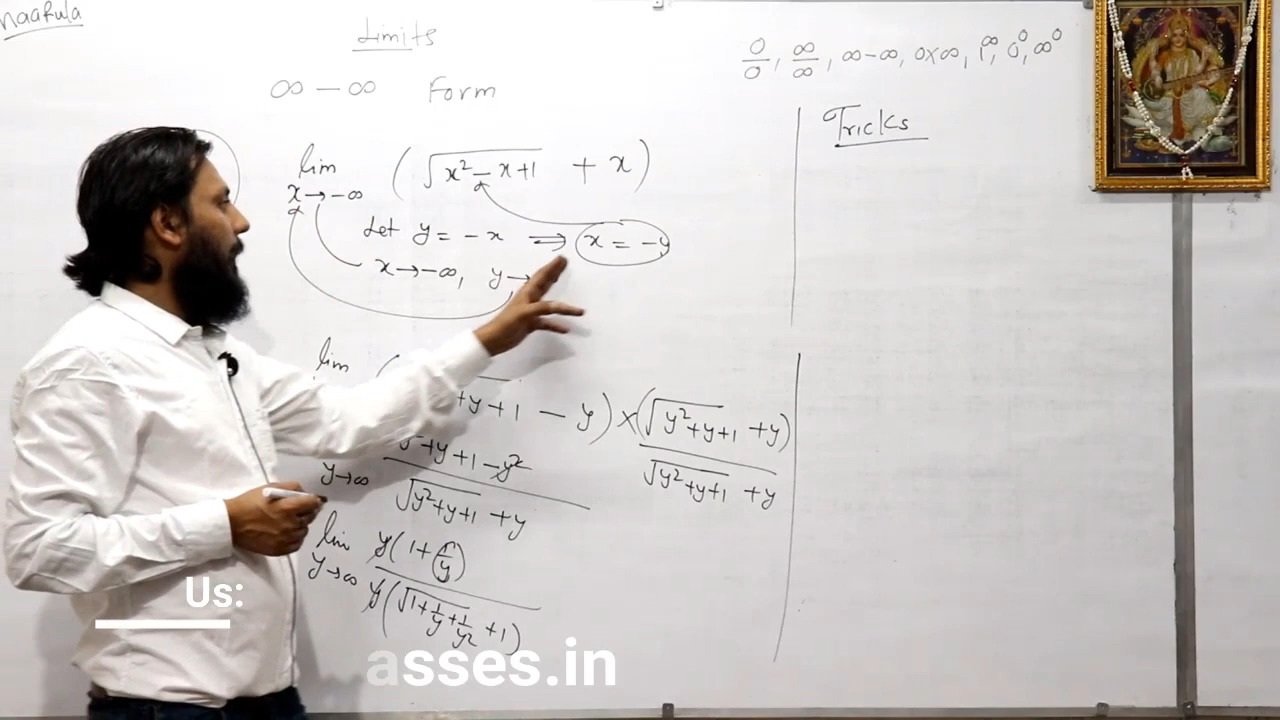 Limits
∞ − ∞ Form
0/0, ∞/∞, ∞−∞, 0×∞, 1^∞, 0^0, ∞^0
Tricks
lim x→−∞ (√(x²−x+1) + x)
Let y = −x ⇒ x = −y
x→−∞, y→
lim
+y+1 − y) × (√(y²+y+1) + y) / √(y²+y+1) + y
y→∞ +y+1−y² / √(y²+y+1) + y
lim y→∞ y(1+1/y) / y(√(1+1/y+1/y²) + 1)
Us:
asses.in